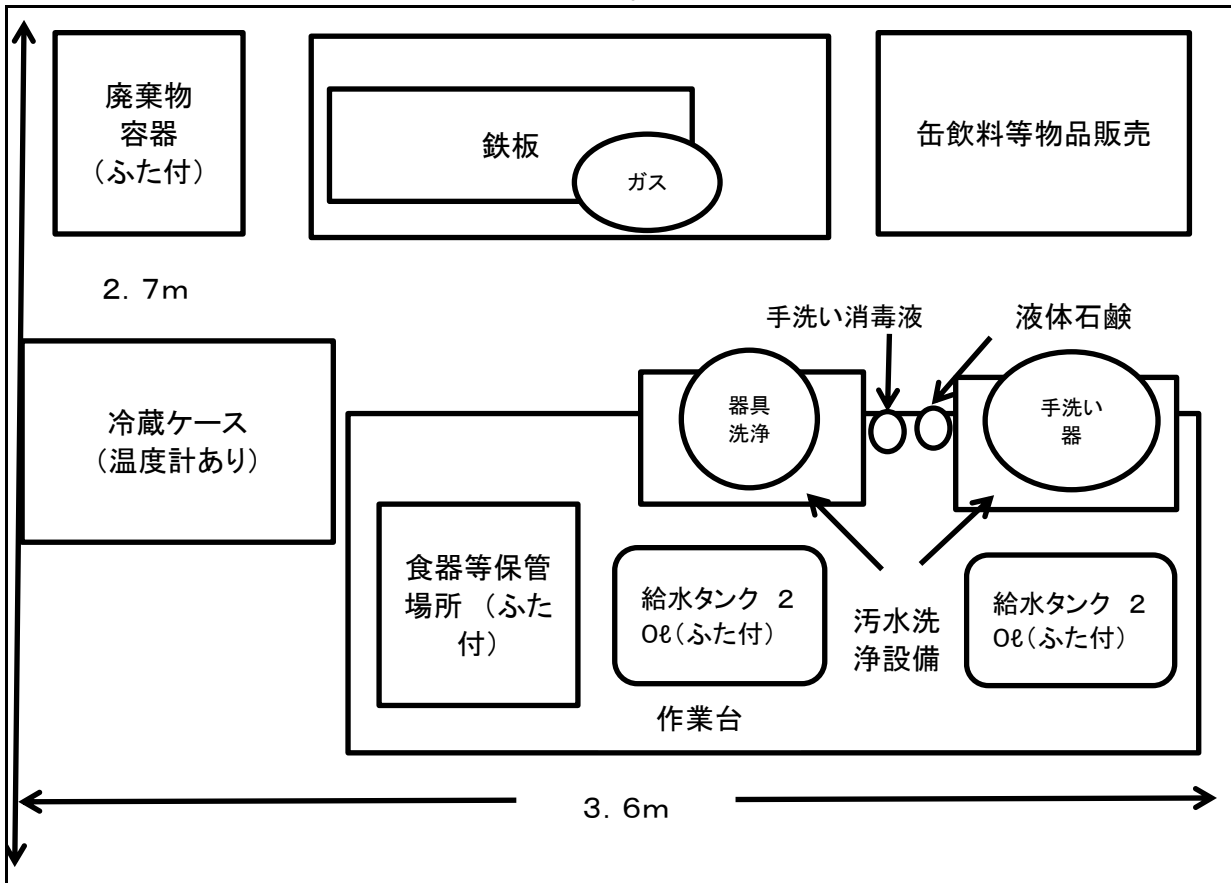 廃棄物
容器
（ふた付）
鉄板
ガス
缶飲料等物品販売
２．７ｍ
手洗い消毒液
液体石鹸
冷蔵ケース
（温度計あり）
器具
洗浄
手洗い
器
食器等保管
場所　（ふた
付）
給水タンク　２
０ℓ（ふた付）
汚水洗
浄設備
給水タンク　２
０ℓ（ふた付）
作業台
３．６ｍ